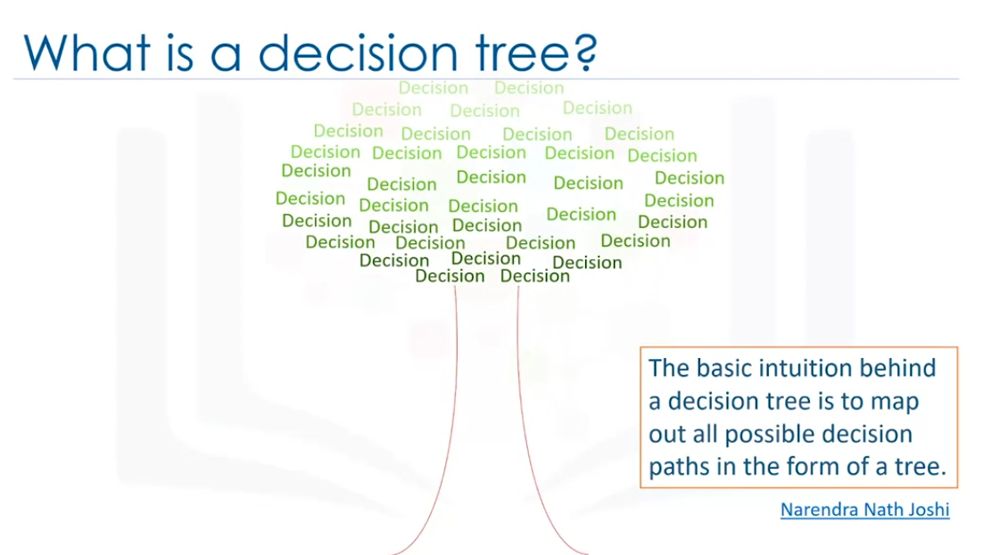 What is a decision tree?
Decision Decision
Decision Decision Decision
Decision Decision Decision Decision
Decision Decision Decision Decision Decision
Decision Decision Decision Decision Decision
Decision Decision Decision Decision Decision
Decision Decision Decision Decision
Decision Decision Decision Decision
Decision Decision Decision
Decision Decision
The basic intuition behind
a decision tree is to map
out all possible decision
paths in the form of a tree.
Narendra Nath Joshi